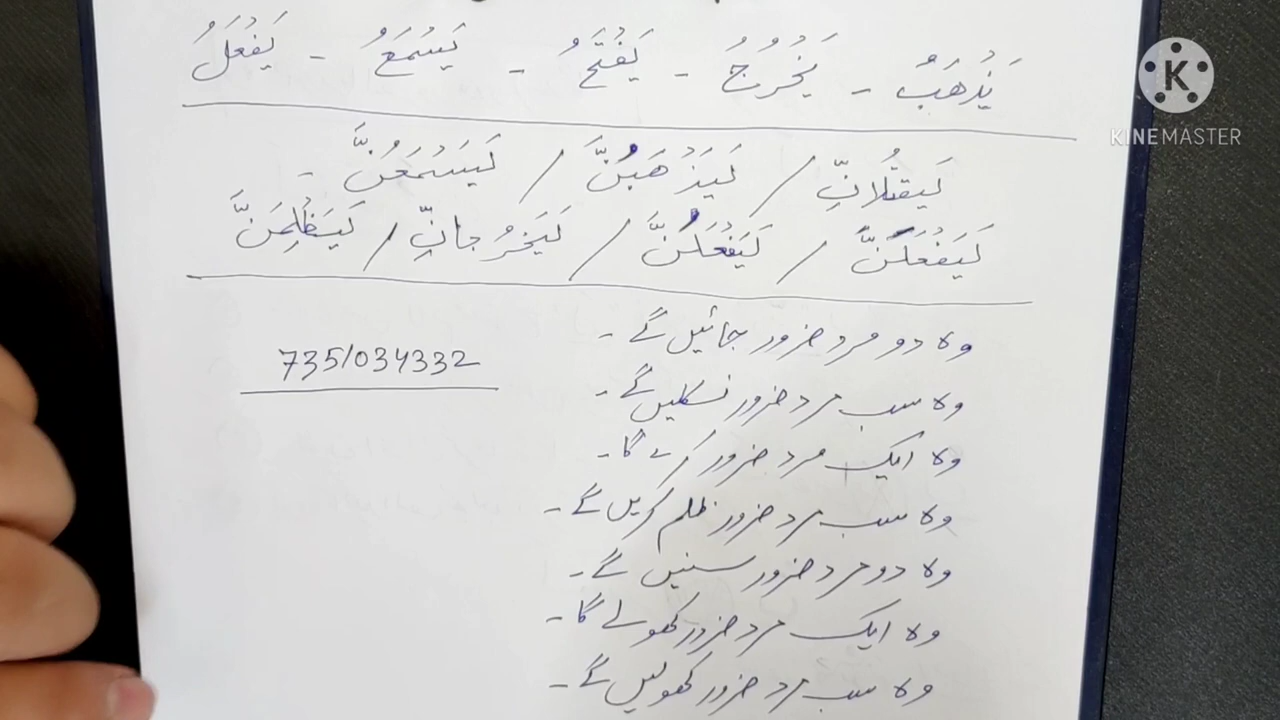 يَذْهَبُ - يَخْرُجُ - يَفْتَحُ - يَسْمَعُ - يَفْعَلُ
لَيَقْتُلَانِّ / لَيَذْهَبُنَّ / لَيَسْمَعُنَّ -
لَيَفْعَلَنَّ / لَيَفْعَلُنَّ / لَيَخْرُجَانِّ / لَيَظْلِمَنَّ
وہ دو مرد ضرور جائیں گے -
735/034332
وہ سب مرد ضرور نکلیں گے -
وہ ایک مرد ضرور کرے گا -
وہ سب مرد ضرور ظلم کریں گے -
وہ دو مرد ضرور سنیں گے -
وہ ایک مرد ضرور کھولے گا -
وہ سب مرد ضرور کھولیں گے -
KINEMASTER